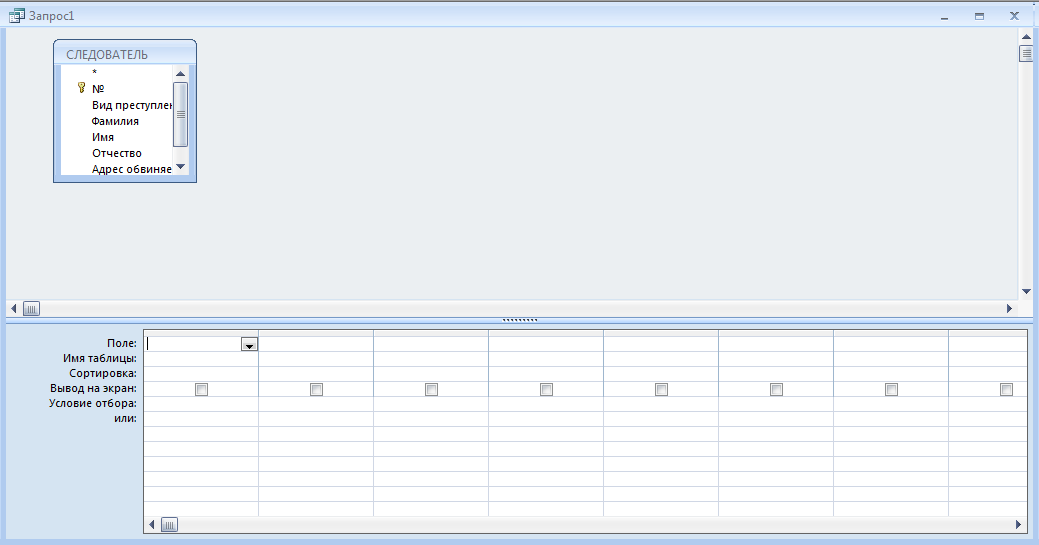 Запрос1
СЛЕДОВАТЕЛЬ
*
№
Вид преступлен
Фамилия
Имя
Отчество
Адрес обвиняе
Поле:
Имя таблицы:
Сортировка:
Вывод на экран:
Условие отбора:
или: